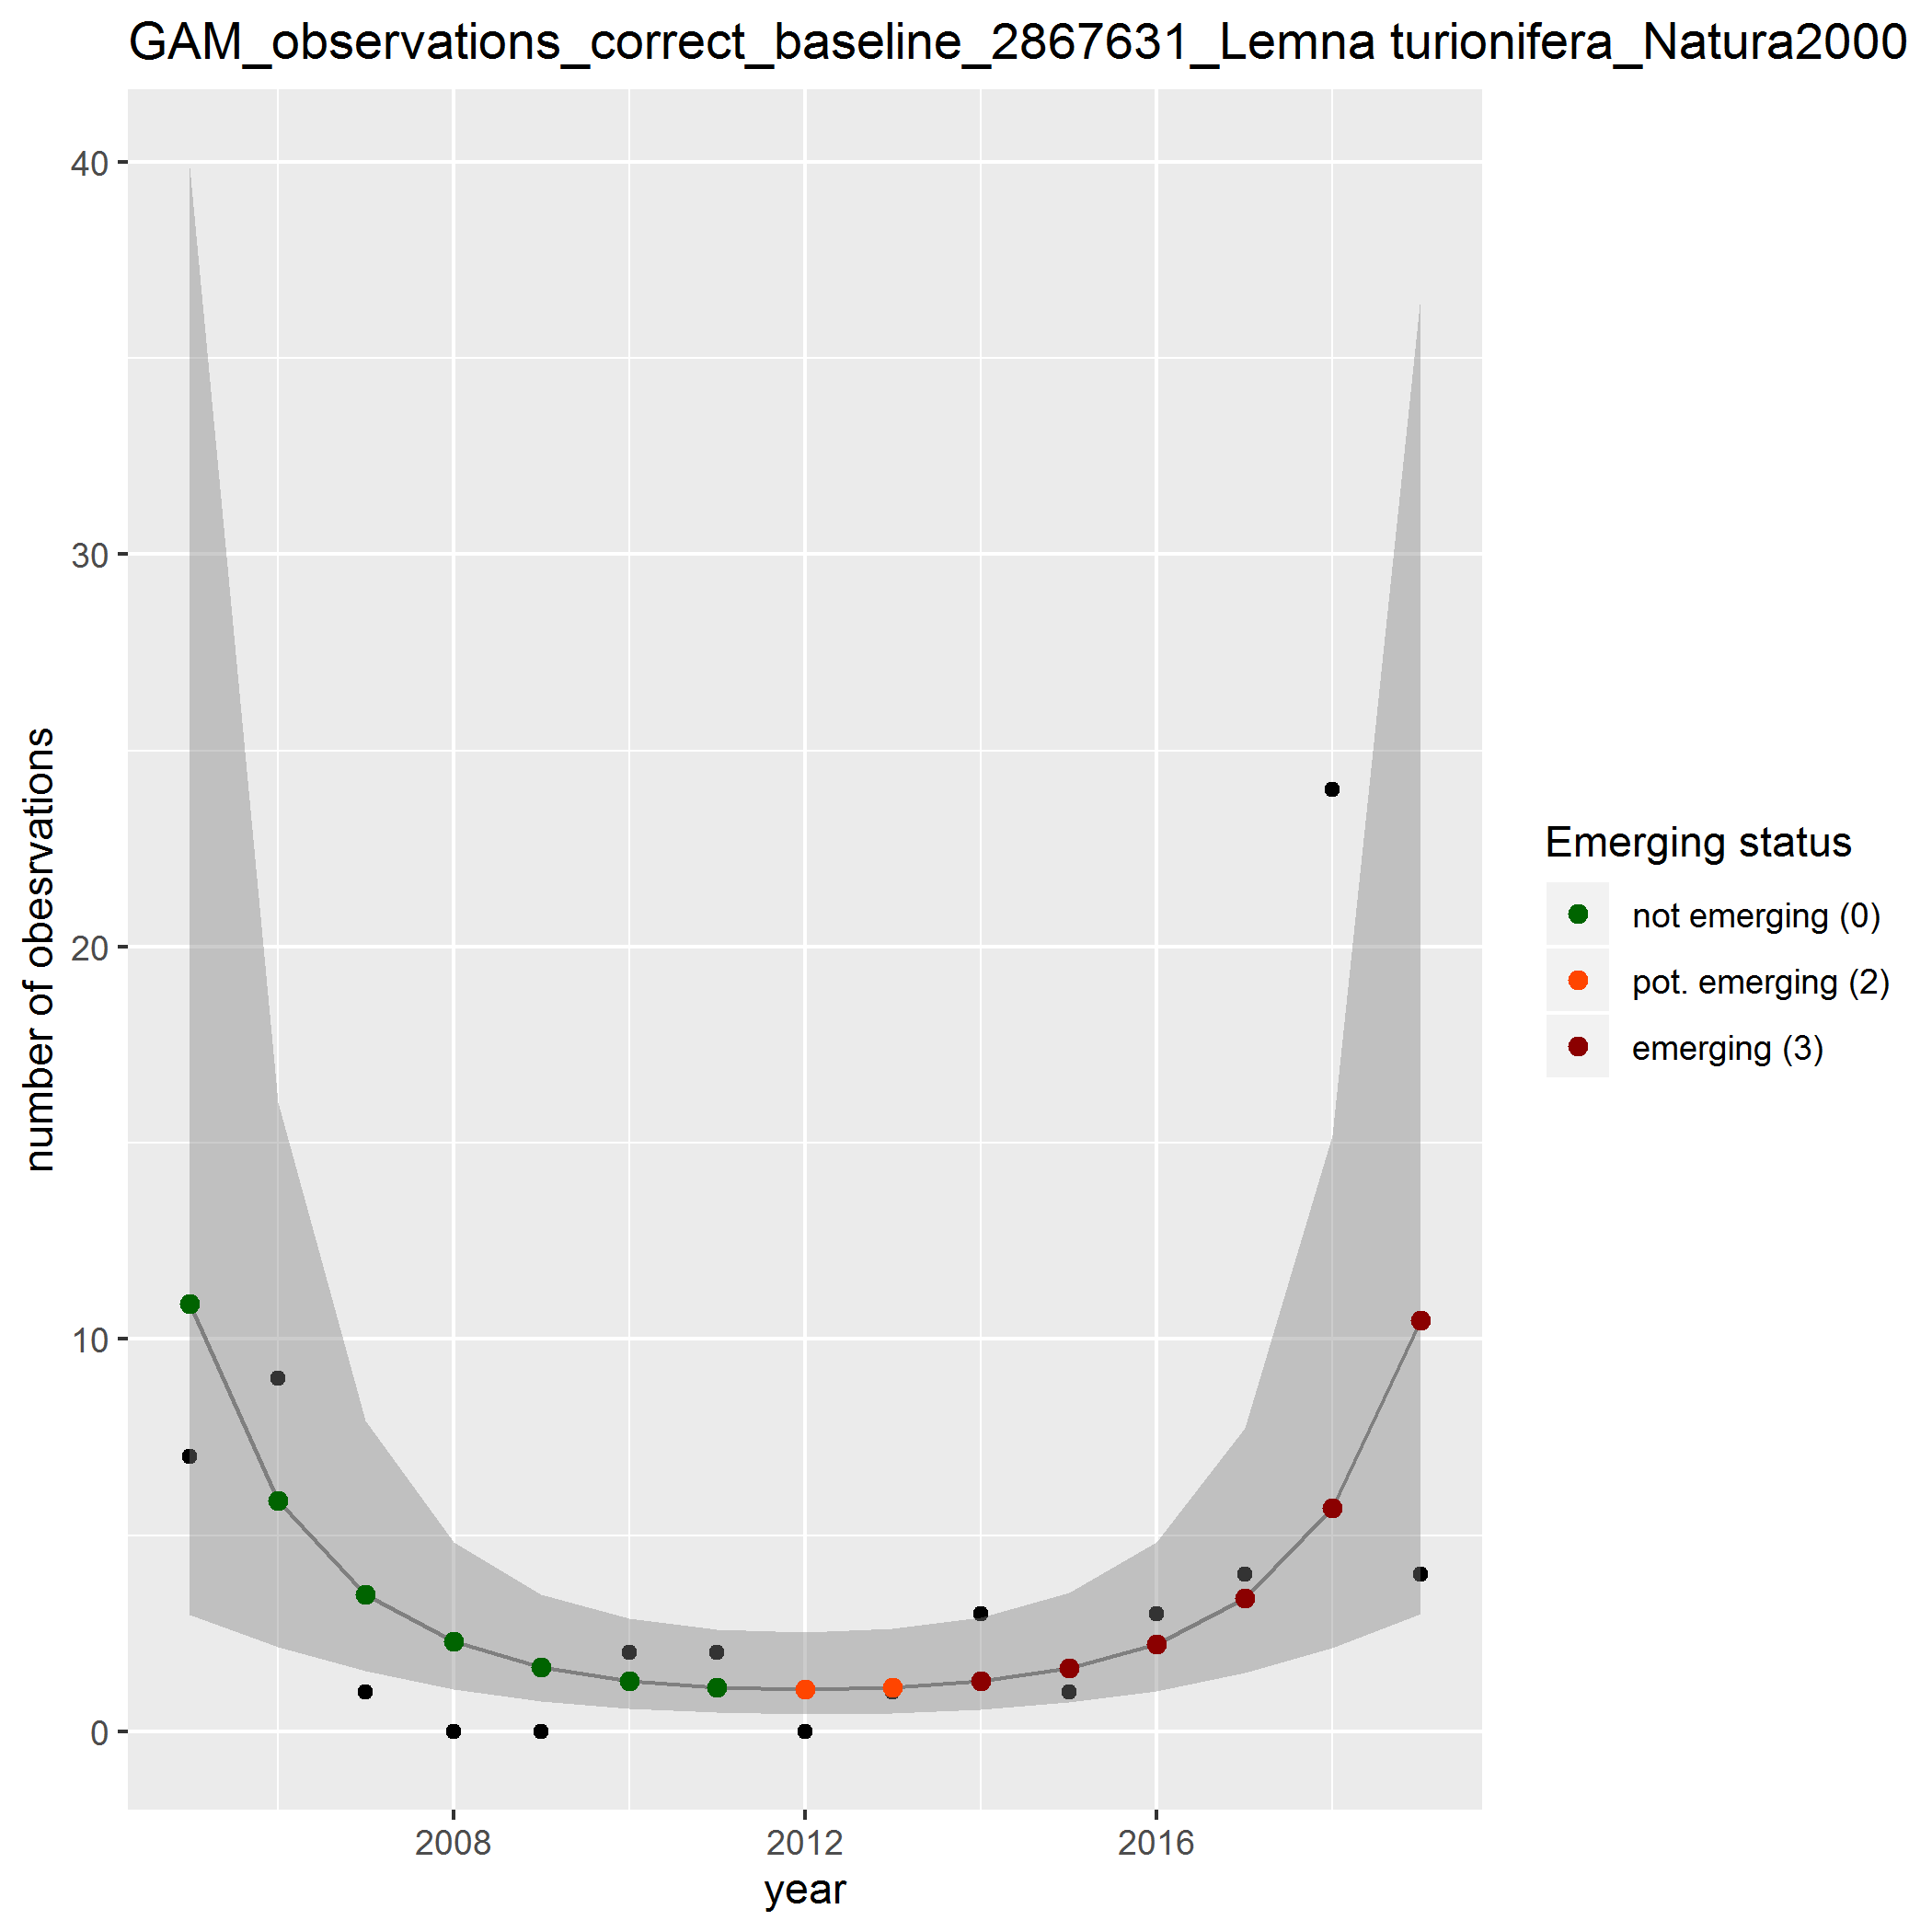 GAM_observations_correct_baseline_2867631_Lemna turionifera_Natura2000
40
30
20
10
0
number of obesrvations
2008
2012
2016
year
Emerging status
not emerging (0)
pot. emerging (2)
emerging (3)